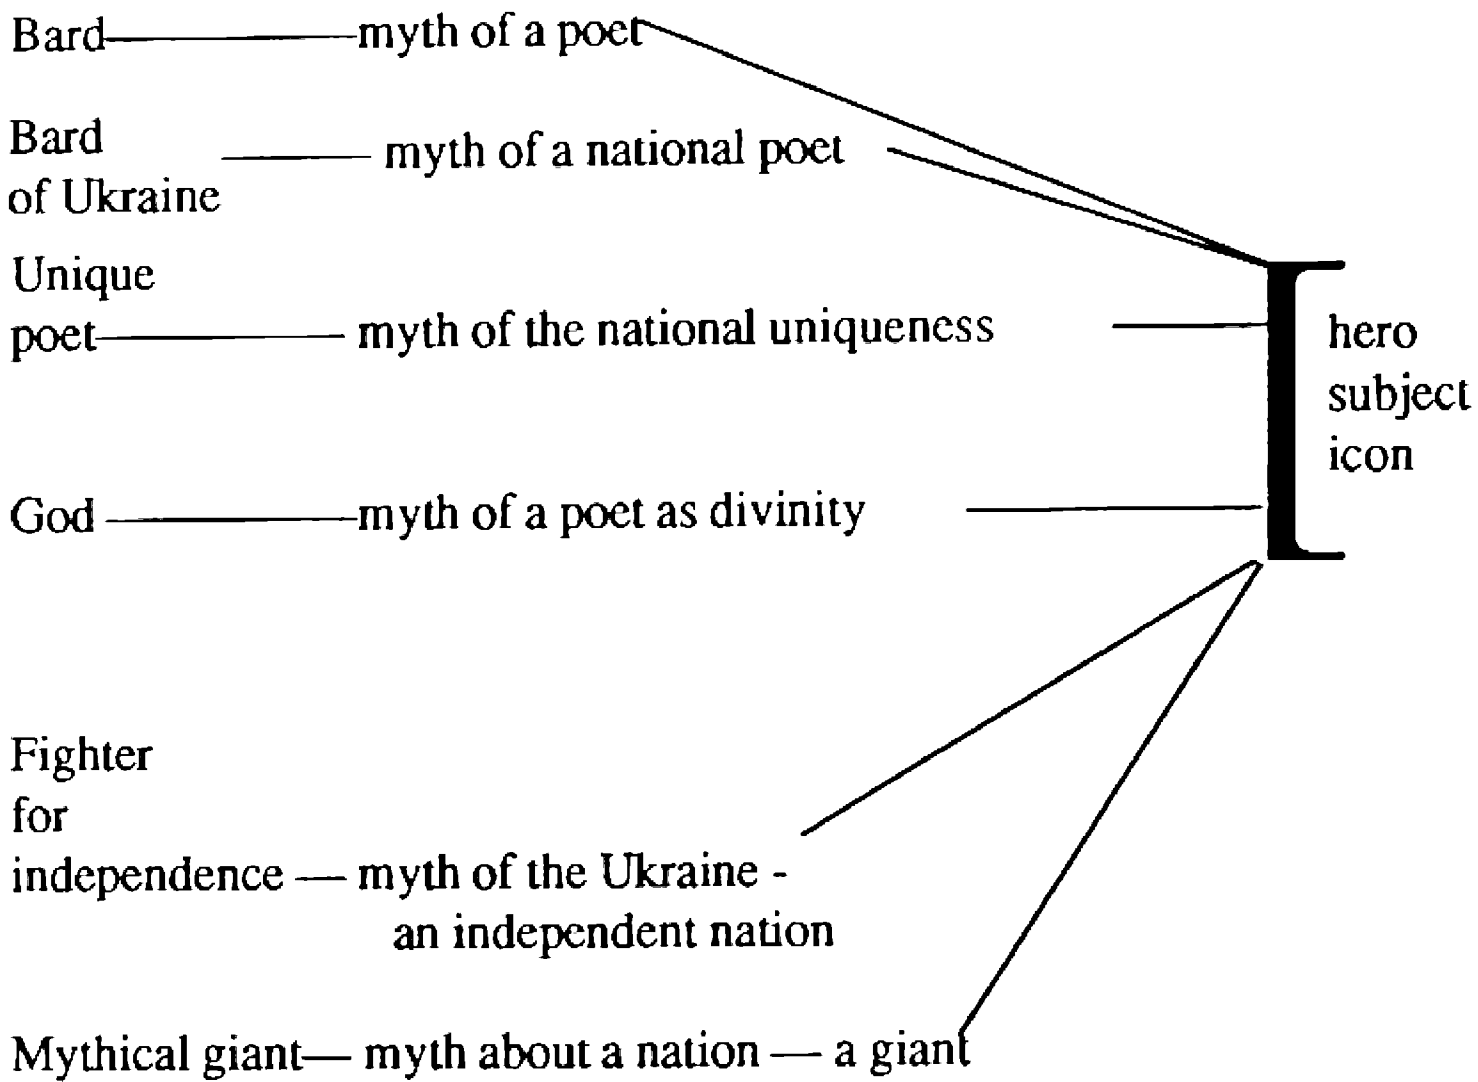 Bard — myth of a poet
Bard
of Ukraine — myth of a national poet
Unique
poet — myth of the national uniqueness —
hero
subject
icon
God — myth of a poet as divinity —
Fighter
for
independence — myth of the Ukraine -
an independent nation
Mythical giant — myth about a nation — a giant